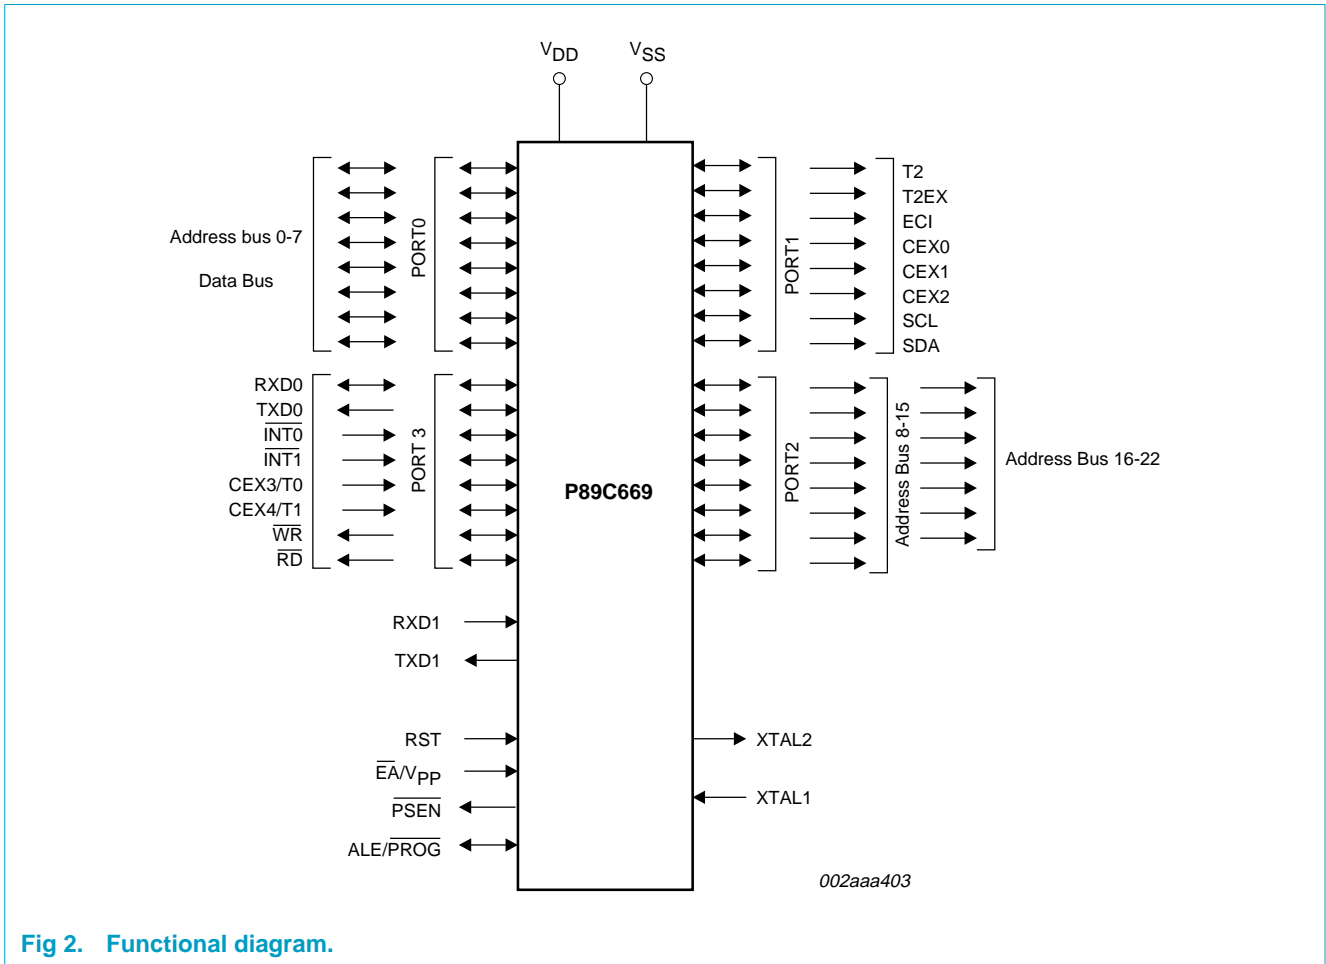 VDD
VSS
Address bus 0-7
Data Bus
PORT0
PORT1
T2
T2EX
ECI
CEX0
CEX1
CEX2
SCL
SDA
RXD0
TXD0
INT0
INT1
CEX3/T0
CEX4/T1
WR
RD
PORT 3
P89C669
PORT2
Address Bus 8-15
Address Bus 16-22
RXD1
TXD1
RST
EA/VPP
PSEN
ALE/PROG
XTAL2
XTAL1
002aaa403
Fig 2. Functional diagram.